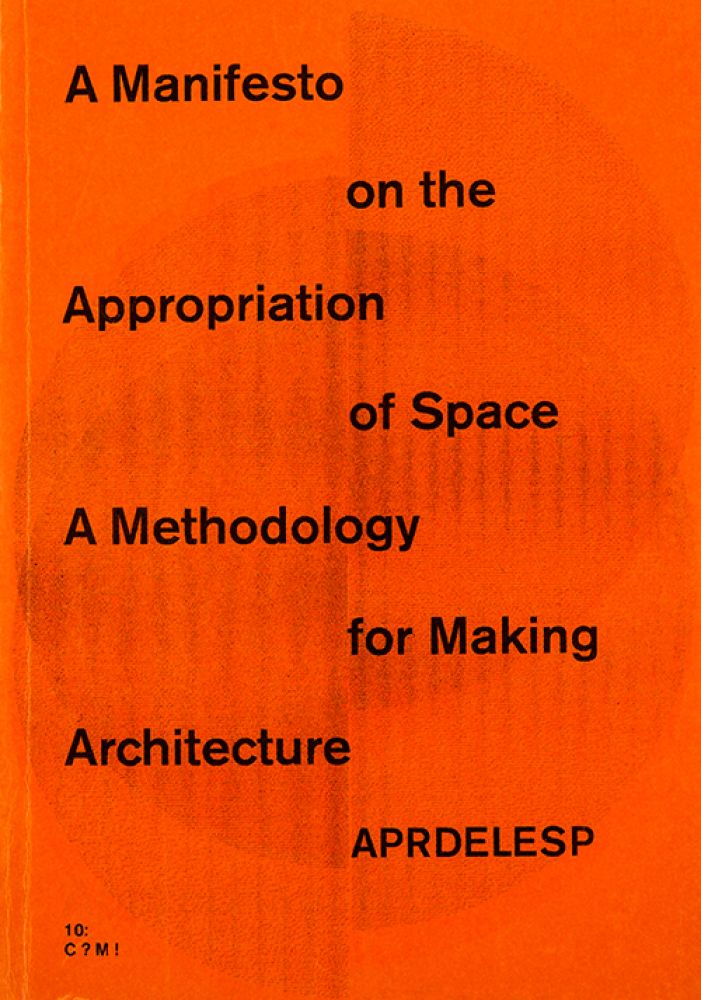 A Manifesto
on the
Appropriation
of Space
A Methodology
for Making
Architecture
APRDELESP
10:
C?M!